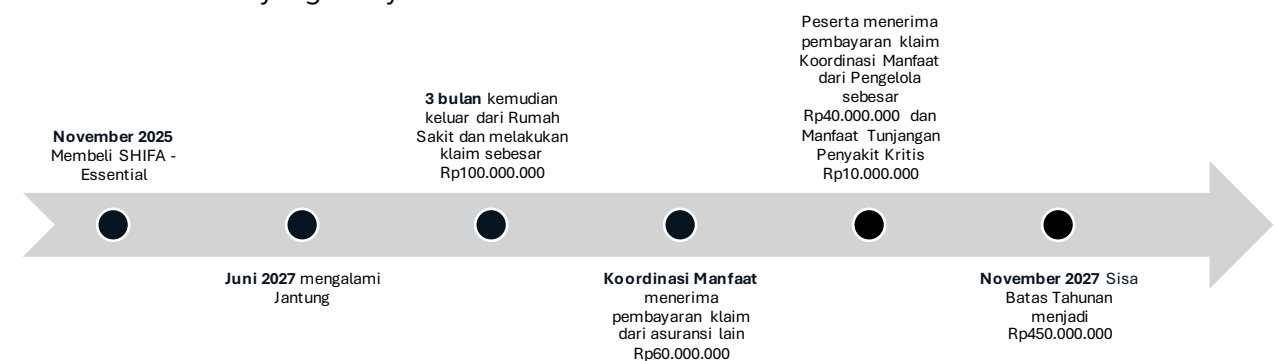 November 2025
Membeli SHIFA -
Essential
Juni 2027 mengalami
Jantung
3 bulan kemudian
keluar dari Rumah
Sakit dan melakukan
klaim sebesar
Rp100.000.000
Koordinasi Manfaat
menerima
pembayaran klaim
dari asuransi lain
Rp60.000.000
Peserta menerima
pembayaran klaim
Koordinasi Manfaat
dari Pengelola
sebesar
Rp40.000.000 dan
Manfaat Tunjangan
Penyakit Kritis
Rp10.000.000
November 2027 Sisa
Batas Tahunan
menjadi
Rp450.000.000